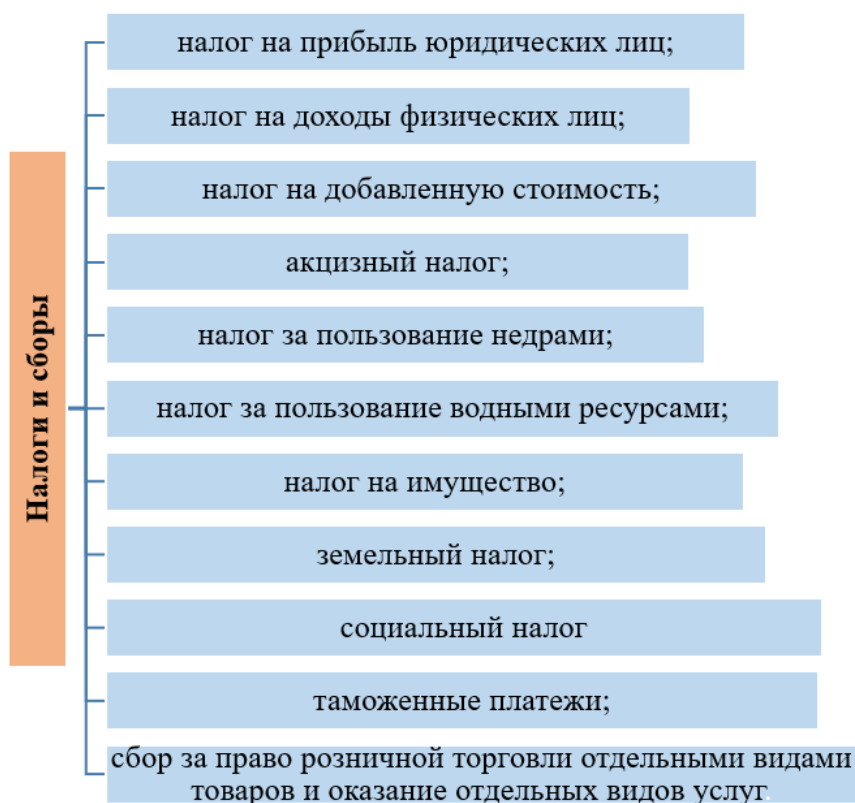 Налоги и сборы
налог на прибыль юридических лиц;
налог на доходы физических лиц;
налог на добавленную стоимость;
акцизный налог;
налог за пользование недрами;
налог за пользование водными ресурсами;
налог на имущество;
земельный налог;
социальный налог
таможенные платежи;
сбор за право розничной торговли отдельными видами
товаров и оказание отдельных видов услуг.